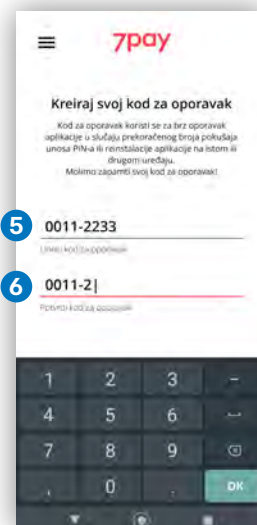 7pay
Kreiraj svoj kod za oporavak
Kod za oporavak koristi se za brz oporavak
aplikacije u slučaju prekoračenog broja pokušaja
unosa PIN-a ili reinstalacije aplikacije na istom ili
drugom uređaju.
Molimo zapamti svoj kod za oporavak!
5 0011-2233
Unesi kod za oporavak
6 0011-2
Potvrdi kod za oporavak
1 2 3 -
4 5 6
7 8 9
, 0 . OK